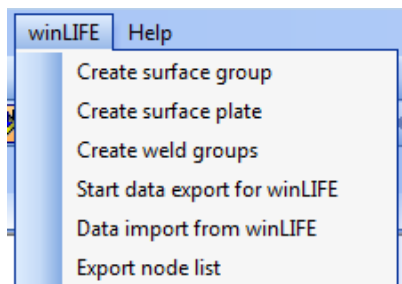 winLIFE Help
Create surface group
Create surface plate
Create weld groups
Start data export for winLIFE
Data import from winLIFE
Export node list